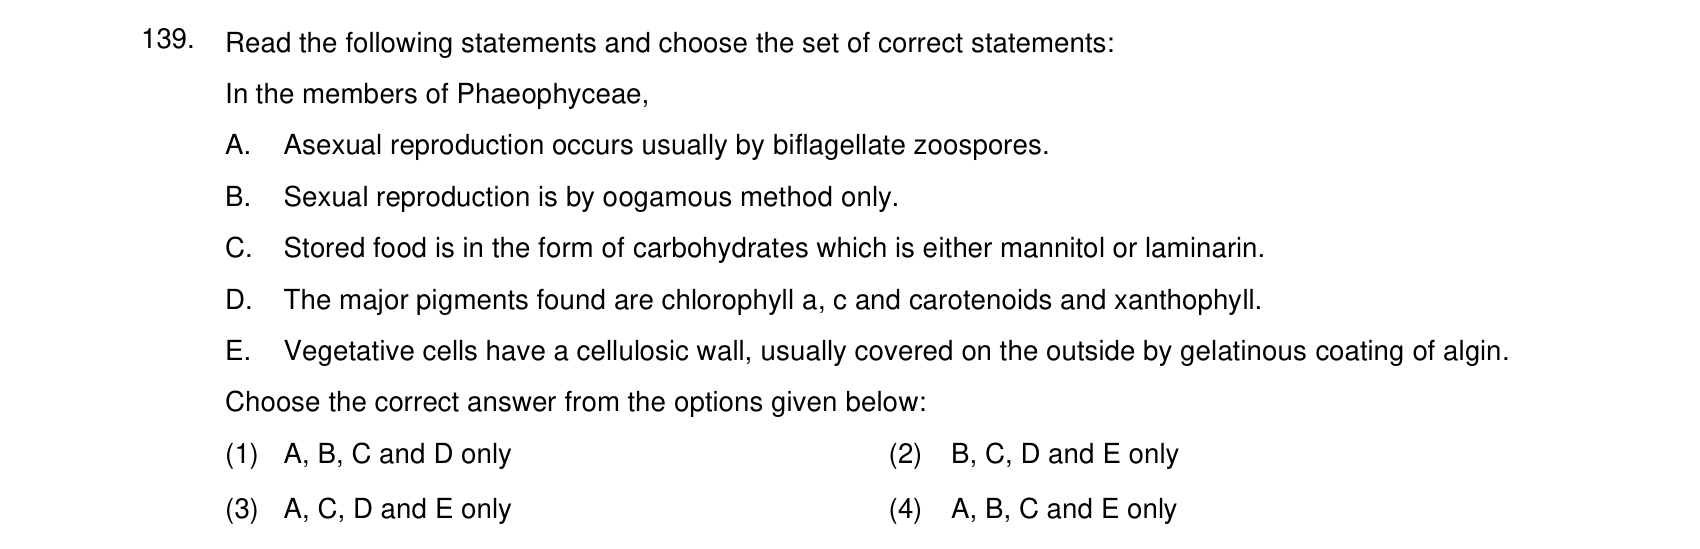 139. Read the following statements and choose the set of correct statements:
In the members of Phaeophyceae,
A. Asexual reproduction occurs usually by biflagellate zoospores.
B. Sexual reproduction is by oogamous method only.
C. Stored food is in the form of carbohydrates which is either mannitol or laminarin.
D. The major pigments found are chlorophyll a, c and carotenoids and xanthophyll.
E. Vegetative cells have a cellulosic wall, usually covered on the outside by gelatinous coating of algin.
Choose the correct answer from the options given below:
(1) A, B, C and D only (2) B, C, D and E only
(3) A, C, D and E only (4) A, B, C and E only